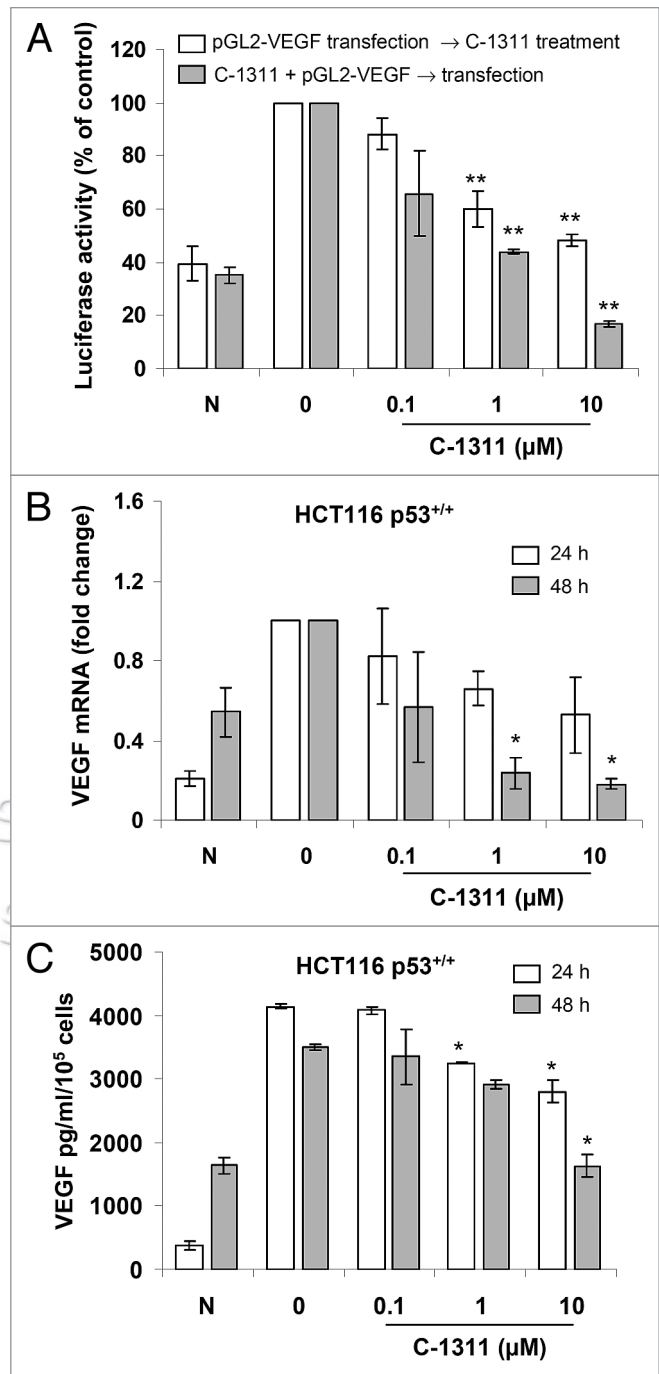 A
pGL2-VEGF transfection → C-1311 treatment
C-1311 + pGL2-VEGF → transfection
Luciferase activity (% of control)
120
100
80
60
40
20
0
** ** ** **
N 0 0.1 1 10
C-1311 (µM)
B
HCT116 p53+/+
24 h
48 h
VEGF mRNA (fold change)
1.6
1.2
0.8
0.4
0
* *
N 0 0.1 1 10
C-1311 (µM)
C
HCT116 p53+/+
24 h
48 h
VEGF pg/ml/10⁵ cells
5000
4000
3000
2000
1000
0
* * *
N 0 0.1 1 10
C-1311 (µM)